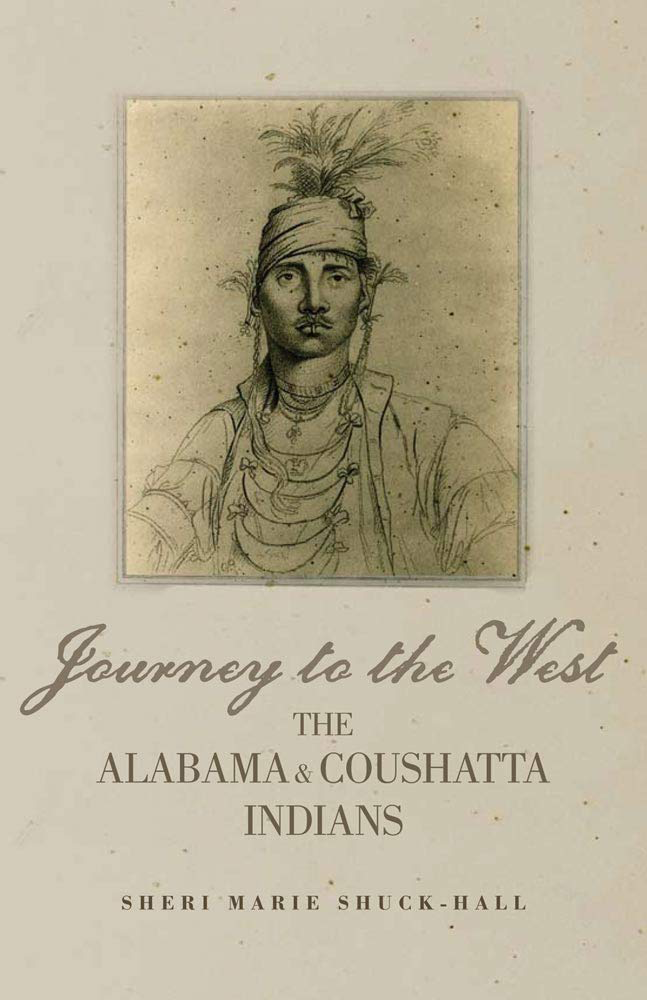 Journey to the West
THE
ALABAMA & COUSHATTA
INDIANS
SHERI MARIE SHUCK-HALL